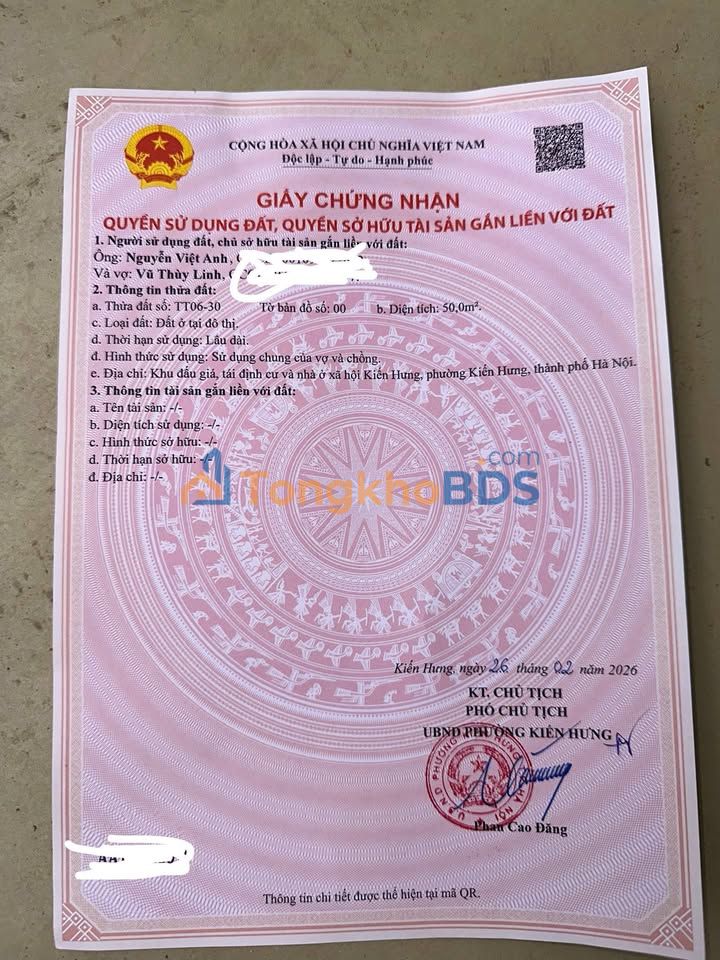 CỘNG HÒA XÃ HỘI CHỦ NGHĨA VIỆT NAM
Độc lập - Tự do - Hạnh phúc
GIẤY CHỨNG NHẬN
QUYỀN SỬ DỤNG ĐẤT, QUYỀN SỞ HỮU TÀI SẢN GẮN LIỀN VỚI ĐẤT
1. Người sử dụng đất, chủ sở hữu tài sản gắn liền với đất:
Ông: Nguyễn Việt Anh,
Và vợ: Vũ Thùy Linh,
2. Thông tin thửa đất:
a. Thửa đất số: TT06-30 Tờ bản đồ số: 00 b. Diện tích: 50,0m².
c. Loại đất: Đất ở tại đô thị.
d. Thời hạn sử dụng: Lâu dài.
đ. Hình thức sử dụng: Sử dụng chung của vợ và chồng.
e. Địa chỉ: Khu đấu giá, tái định cư và nhà ở xã hội Kiến Hưng, phường Kiến Hưng, thành phố Hà Nội.
3. Thông tin tài sản gắn liền với đất:
a. Tên tài sản: -/-
b. Diện tích sử dụng: -/-
c. Hình thức sở hữu: -/-
d. Thời hạn sở hữu: -/-
đ. Địa chỉ: -/-
TongkhoBDS.com
Kiến Hưng, ngày 26 tháng 02 năm 2026
KT. CHỦ TỊCH
PHÓ CHỦ TỊCH
UBND PHƯỜNG KIẾN HƯNG
Phan Cao Đăng
Thông tin chi tiết được thể hiện tại mã QR.